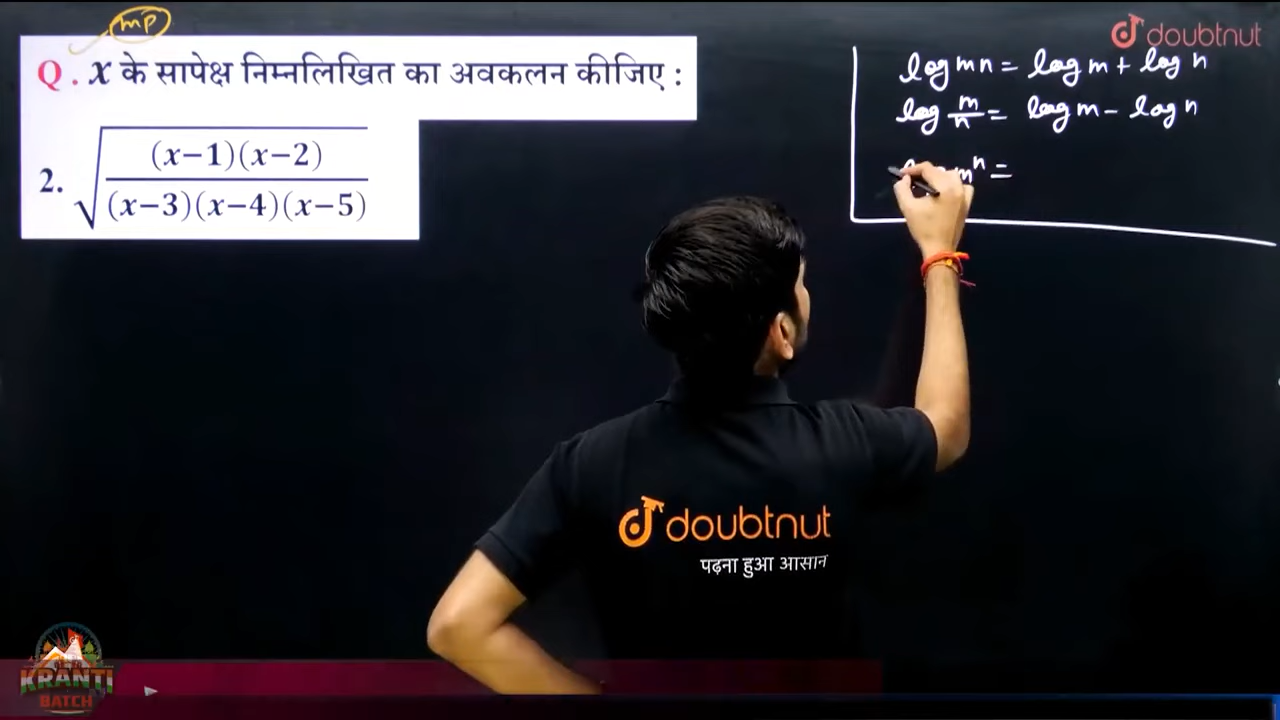 mp
doubtnut
Q. x के सापेक्ष निम्नलिखित का अवकलन कीजिए :
2. √((x−1)(x−2) / (x−3)(x−4)(x−5))
log mn = log m + log n
log m/n = log m − log n
m^n =
doubtnut
पढ़ना हुआ आसान
KRANTI
BATCH